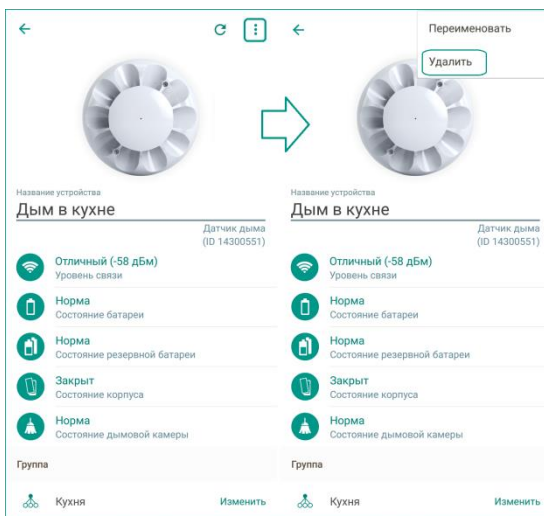 Название устройства
Дым в кухне
Датчик дыма
(ID 14300551)
Отличный (-58 дБм)
Уровень связи
Норма
Состояние батареи
Норма
Состояние резервной батареи
Закрыт
Состояние корпуса
Норма
Состояние дымовой камеры
Группа
Кухня Изменить
Переименовать
Удалить
Название устройства
Дым в кухне
Датчик дыма
(ID 14300551)
Отличный (-58 дБм)
Уровень связи
Норма
Состояние батареи
Норма
Состояние резервной батареи
Закрыт
Состояние корпуса
Норма
Состояние дымовой камеры
Группа
Кухня Изменить